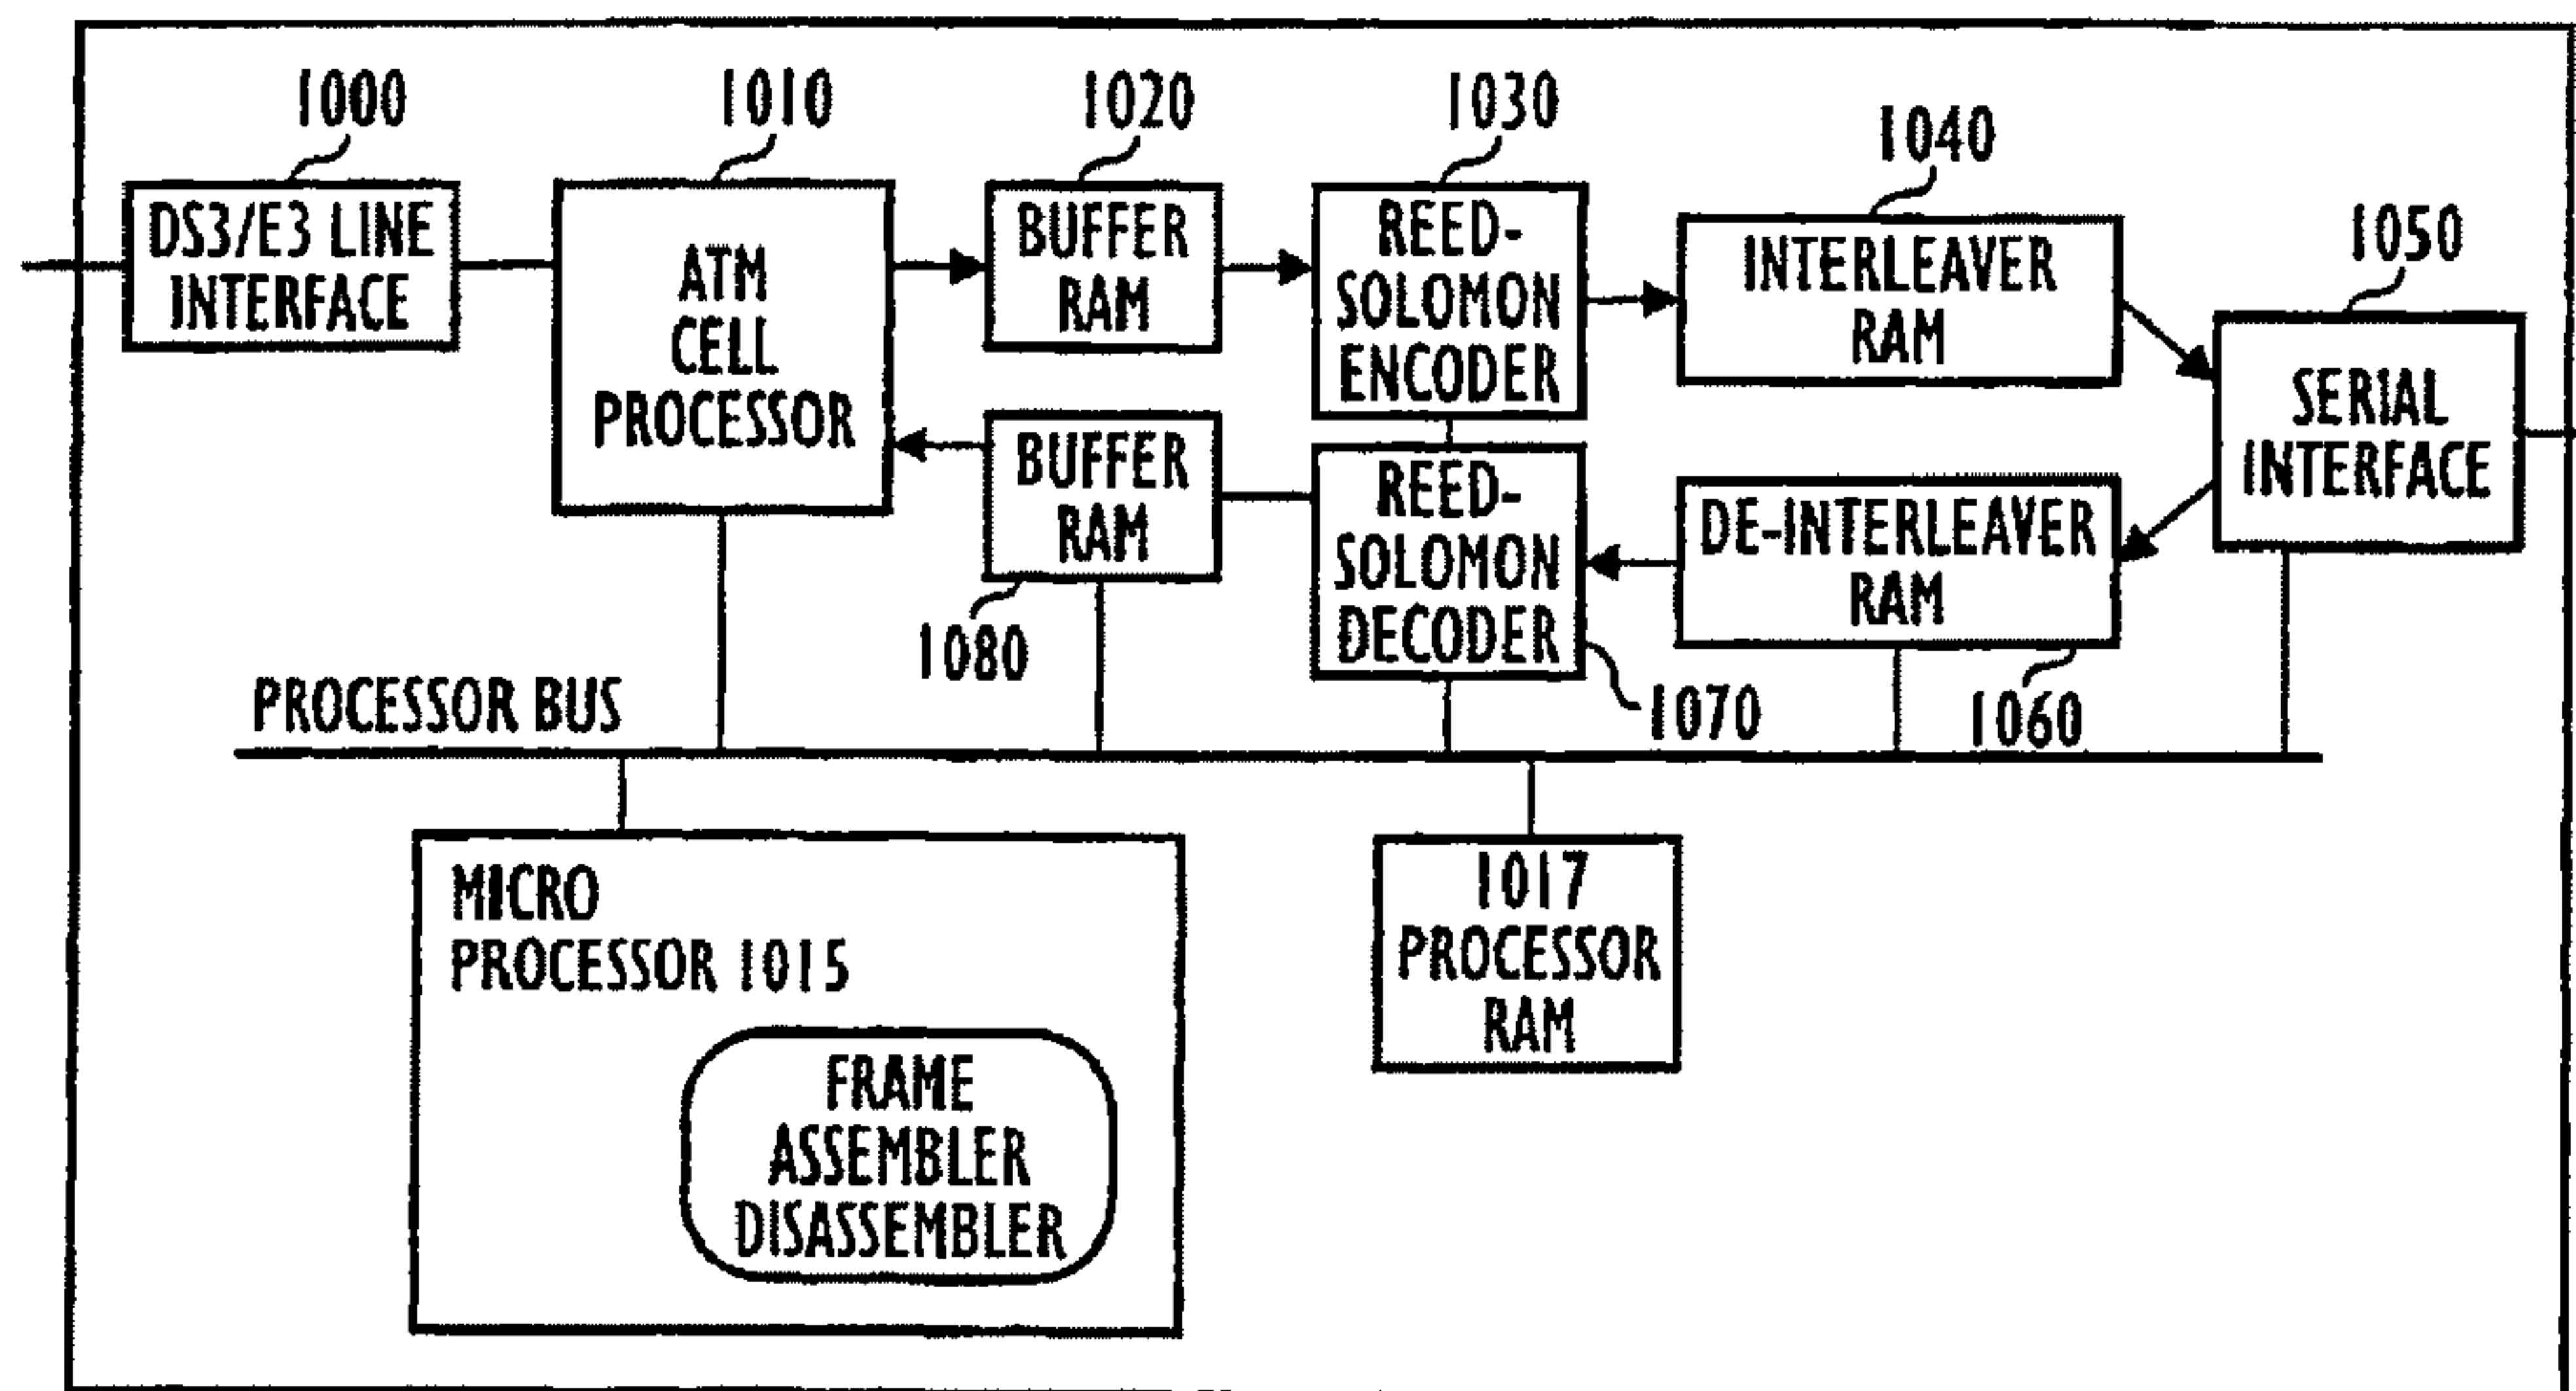 1000
1010
1020
1030
1040
1050
DS3/E3 LINE
INTERFACE
ATM
CELL
PROCESSOR
BUFFER
RAM
REED-
SOLOMON
ENCODER
INTERLEAVER
RAM
SERIAL
INTERFACE
BUFFER
RAM
REED-
SOLOMON
DECODER
DE-INTERLEAVER
RAM
1080
1070
1060
PROCESSOR BUS
MICRO
PROCESSOR 1015
FRAME
ASSEMBLER
DISASSEMBLER
1017
PROCESSOR
RAM